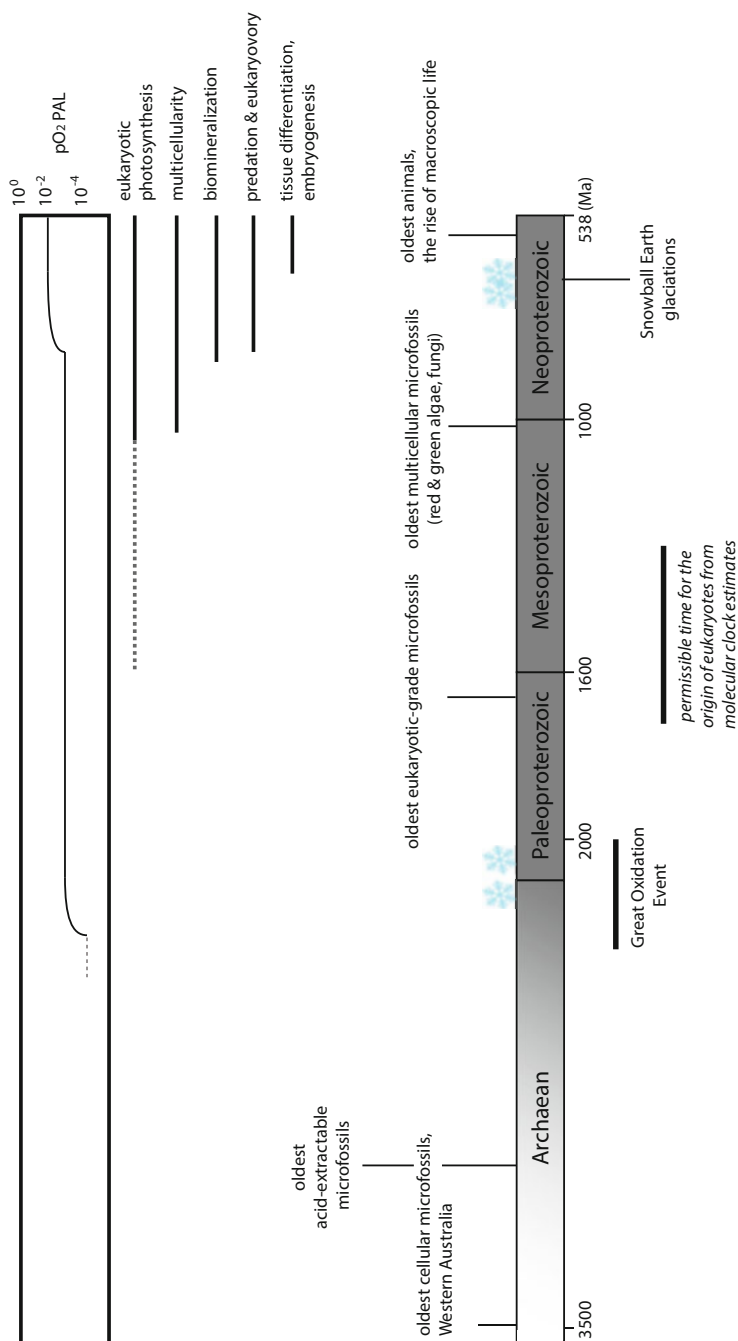 10⁰
10⁻²
10⁻⁴
pO₂ PAL
eukaryotic
photosynthesis
multicellularity
biomineralization
predation & eukaryovory
tissue differentiation,
embryogenesis
oldest
acid-extractable
microfossils
oldest cellular microfossils,
Western Australia
oldest eukaryotic-grade microfossils
oldest multicellular microfossils
(red & green algae, fungi)
oldest animals,
the rise of macroscopic life
Archaean
Paleoproterozoic
Mesoproterozoic
Neoproterozoic
3500
2000
1600
1000
538 (Ma)
Great Oxidation
Event
permissible time for the
origin of eukaryotes from
molecular clock estimates
Snowball Earth
glaciations